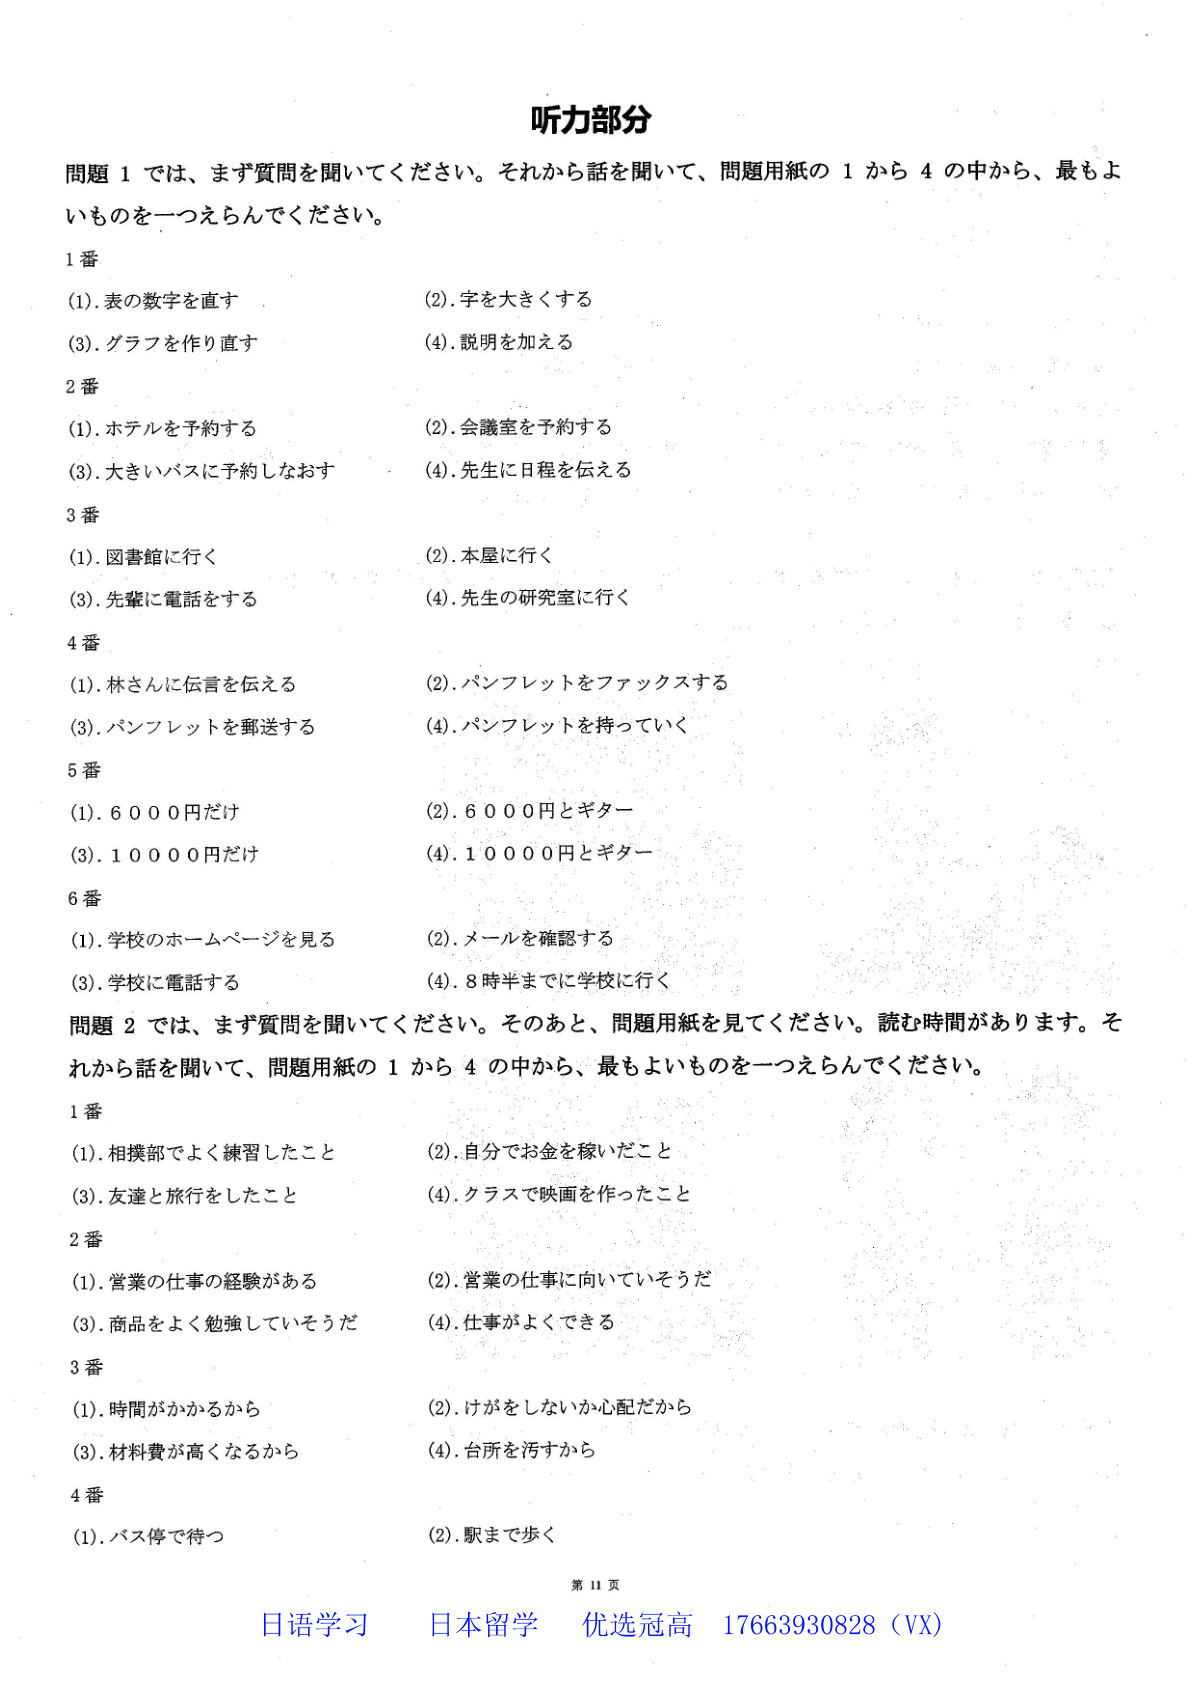 听力部分
問題 1 では、まず質問を聞いてください。それから話を聞いて、問題用紙の 1 から 4 の中から、最もよ
いものを一つえらんでください。
1 番
(1). 表の数字を直す (2). 字を大きくする
(3). グラフを作り直す (4). 説明を加える
2 番
(1). ホテルを予約する (2). 会議室を予約する
(3). 大きいバスに予約しなおす (4). 先生に日程を伝える
3 番
(1). 図書館に行く (2). 本屋に行く
(3). 先輩に電話をする (4). 先生の研究室に行く
4 番
(1). 林さんに伝言を伝える (2). パンフレットをファックスする
(3). パンフレットを郵送する (4). パンフレットを持っていく
5 番
(1). ６０００円だけ (2). ６０００円とギター
(3). １００００円だけ (4). １００００円とギター
6 番
(1). 学校のホームページを見る (2). メールを確認する
(3). 学校に電話する (4). ８時半までに学校に行く
問題 2 では、まず質問を聞いてください。そのあと、問題用紙を見てください。読む時間があります。そ
れから話を聞いて、問題用紙の 1 から 4 の中から、最もよいものを一つえらんでください。
1 番
(1). 相撲部でよく練習したこと (2). 自分でお金を稼いだこと
(3). 友達と旅行をしたこと (4). クラスで映画を作ったこと
2 番
(1). 営業の仕事の経験がある (2). 営業の仕事に向いていそうだ
(3). 商品をよく勉強していそうだ (4). 仕事がよくできる
3 番
(1). 時間がかかるから (2). けがをしないか心配だから
(3). 材料費が高くなるから (4). 台所を汚すから
4 番
(1). バス停で待つ (2). 駅まで歩く
第 11 页
日语学习 日本留学 优选冠高 17663930828（VX）